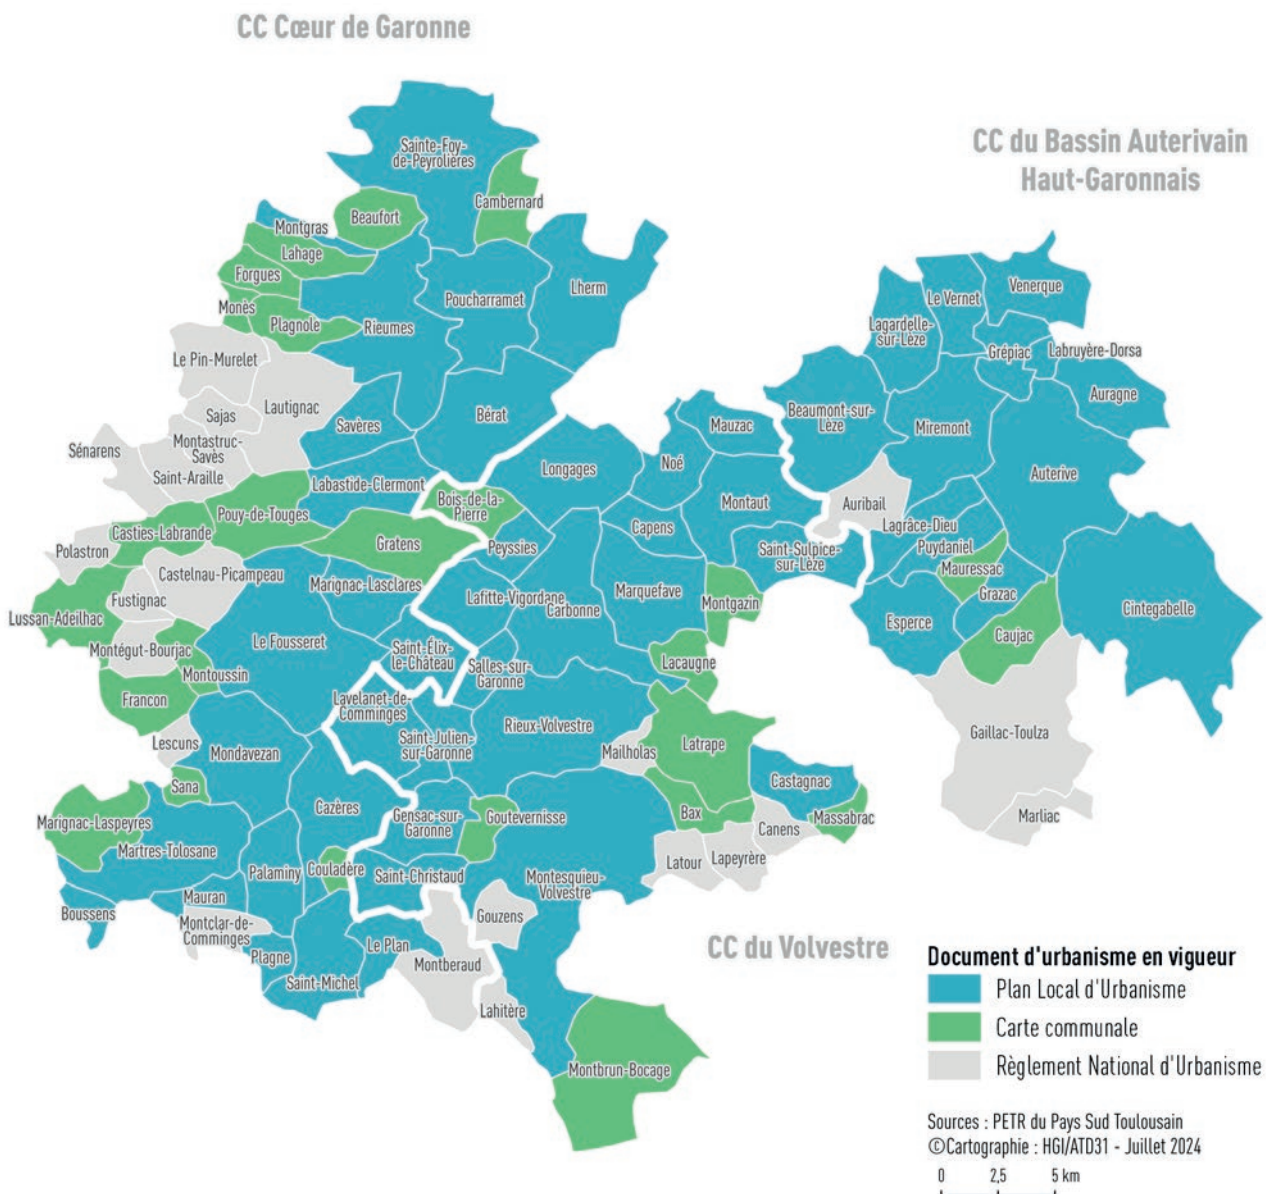 CC Cœur de Garonne
CC du Bassin Auterivain
Haut-Garonnais
Sainte-Foy-
de-Peyrolières
Cambernard
Beaufort
Montgras
Lahage
Forgues
Monès
Plagnole
Rieumes
Poucharramet
Lherm
Le Pin-Murelet
Lautignac
Sajas
Montastruc-
Savès
Saint-Araille
Sénarens
Savères
Bérat
Labastide-Clermont
Pouy-de-Touges
Casties-Labrande
Polastron
Gratens
Bois-de-la-
Pierre
Castelnau-Picampeau
Fustignac
Lussan-Adeilhac
Montégut-Bourjac
Montoussin
Francon
Lescuns
Marignac-Lasclares
Le Fousseret
Saint-Élix-
le-Château
Mondavezan
Sana
Marignac-Laspeyres
Martres-Tolosane
Cazères
Couladère
Palaminy
Mauran
Boussens
Montclar-de-
Comminges
Plagne
Saint-Michel
Le Plan
Montberaud
Longages
Noé
Mauzac
Montaut
Capens
Peyssies
Lafitte-Vigordane
Carbonne
Marquefave
Saint-Sulpice-
sur-Lèze
Montgazin
Lacaugne
Salles-sur-
Garonne
Lavelanet-de-
Comminges
Saint-Julien-
sur-Garonne
Rieux-Volvestre
Mailholas
Latrape
Castagnac
Massabrac
Bax
Canens
Latour
Lapeyrère
Gensac-sur-
Garonne
Goutevernisse
Saint-Christaud
Montesquieu-
Volvestre
Gouzens
Lahitère
Montbrun-Bocage
CC du Volvestre
Venerque
Le Vernet
Lagardelle-
sur-Lèze
Grépiac
Labruyère-Dorsa
Auragne
Beaumont-sur-
Lèze
Miremont
Auterive
Auribail
Lagrâce-Dieu
Puydaniel
Mauressac
Grazac
Esperce
Caujac
Cintegabelle
Gaillac-Toulza
Marliac
Document d'urbanisme en vigueur
Plan Local d'Urbanisme
Carte communale
Règlement National d'Urbanisme
Sources : PETR du Pays Sud Toulousain
©Cartographie : HGI/ATD31 - Juillet 2024
0 2,5 5 km